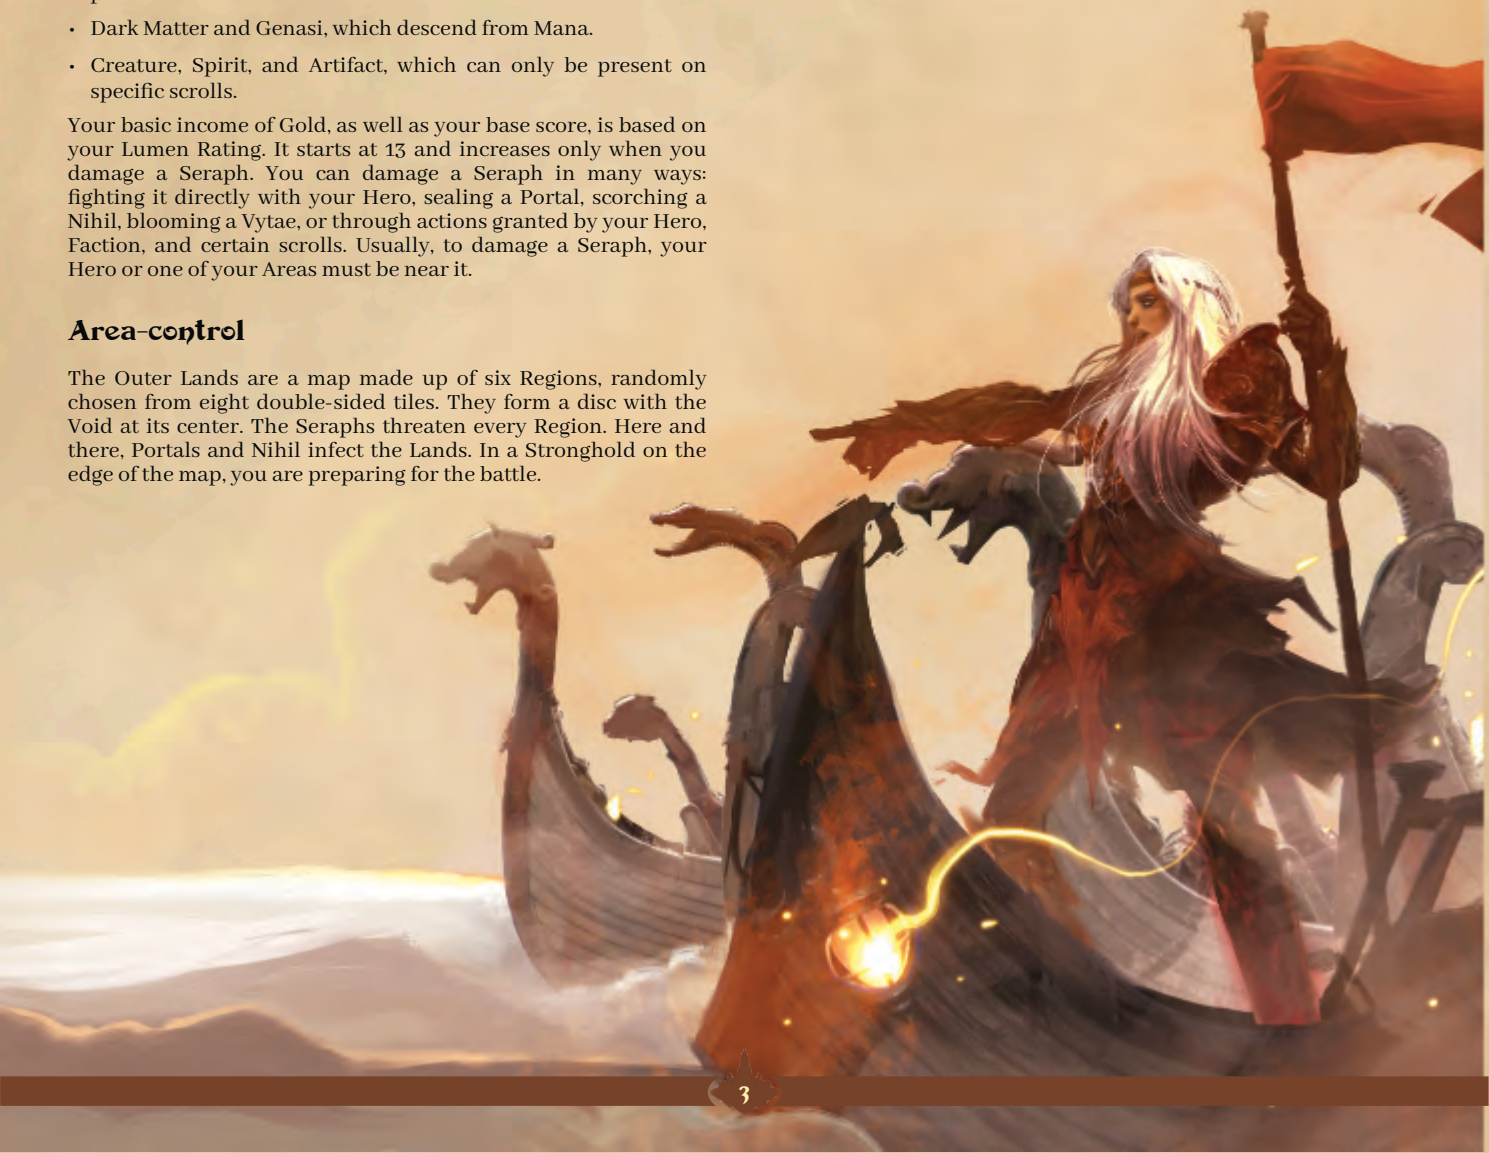 • Dark Matter and Genasi, which descend from Mana.
• Creature, Spirit, and Artifact, which can only be present on
specific scrolls.
Your basic income of Gold, as well as your base score, is based on
your Lumen Rating. It starts at 13 and increases only when you
damage a Seraph. You can damage a Seraph in many ways:
fighting it directly with your Hero, sealing a Portal, scorching a
Nihil, blooming a Vytae, or through actions granted by your Hero,
Faction, and certain scrolls. Usually, to damage a Seraph, your
Hero or one of your Areas must be near it.
Area-control
The Outer Lands are a map made up of six Regions, randomly
chosen from eight double-sided tiles. They form a disc with the
Void at its center. The Seraphs threaten every Region. Here and
there, Portals and Nihil infect the Lands. In a Stronghold on the
edge of the map, you are preparing for the battle.
3